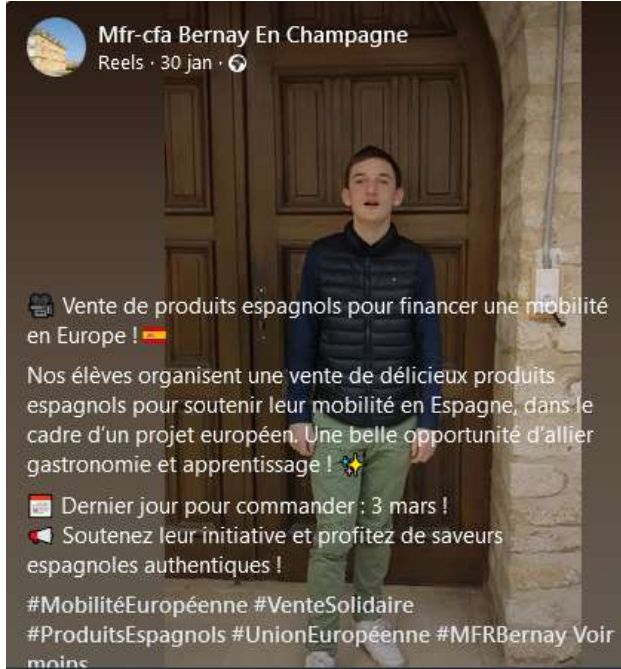 Mfr-cfa Bernay En Champagne
Reels · 30 jan ·
Vente de produits espagnols pour financer une mobilité
en Europe !
Nos élèves organisent une vente de délicieux produits
espagnols pour soutenir leur mobilité en Espagne, dans le
cadre d'un projet européen. Une belle opportunité d'allier
gastronomie et apprentissage !
Dernier jour pour commander : 3 mars !
Soutenez leur initiative et profitez de saveurs
espagnoles authentiques !
#MobilitéEuropéenne #VenteSolidaire
#ProduitsEspagnols #UnionEuropéenne #MFRBernay Voir
moins